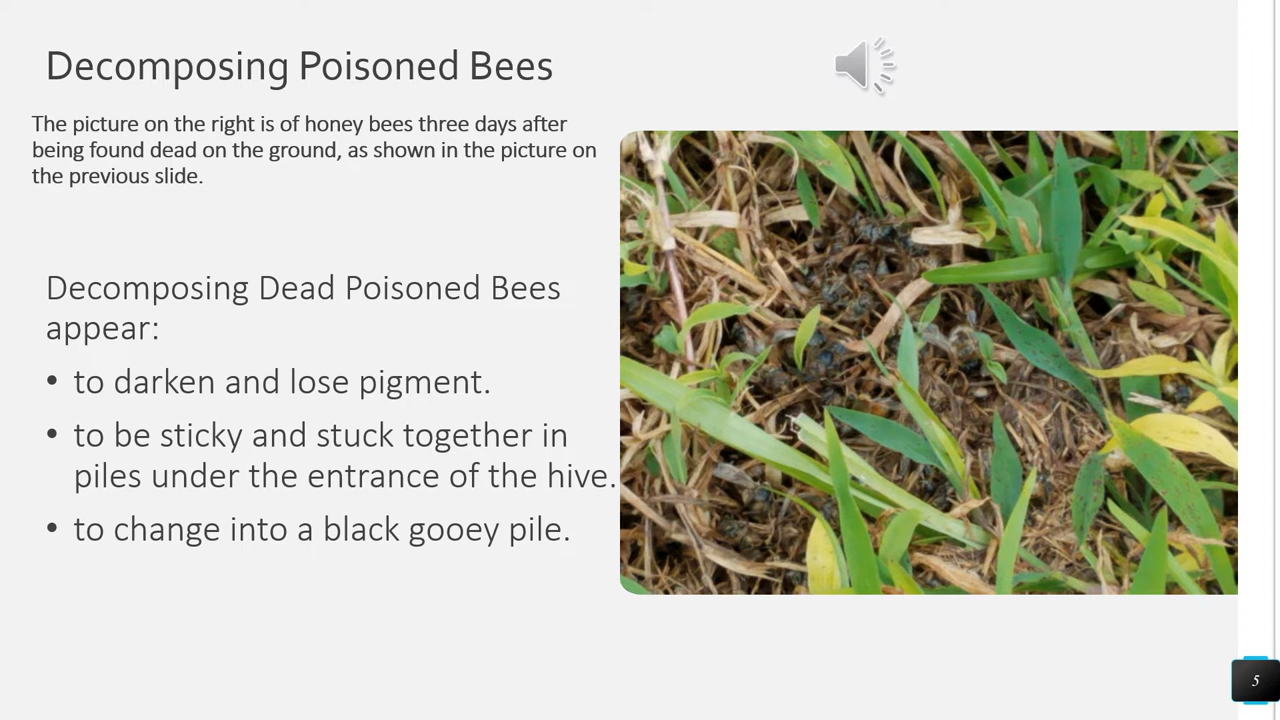 Decomposing Poisoned Bees
The picture on the right is of honey bees three days after
being found dead on the ground, as shown in the picture on
the previous slide.
Decomposing Dead Poisoned Bees
appear:
• to darken and lose pigment.
• to be sticky and stuck together in
piles under the entrance of the hive.
• to change into a black gooey pile.
5